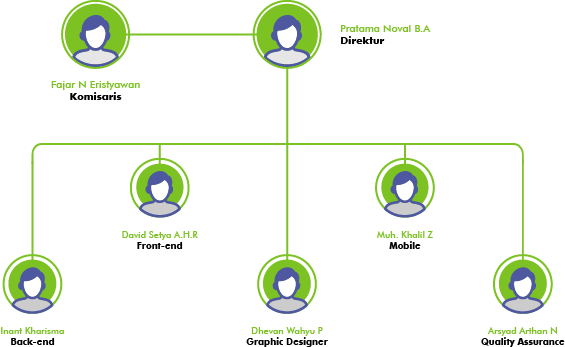 Pratama Noval B.A
Direktur
Fajar N Eristyawan
Komisaris
David Setya A.H.R
Front-end
Muh. Khalil Z
Mobile
Inant Kharisma
Back-end
Dhevan Wahyu P
Graphic Designer
Arsyad Arthan N
Quality Assurance